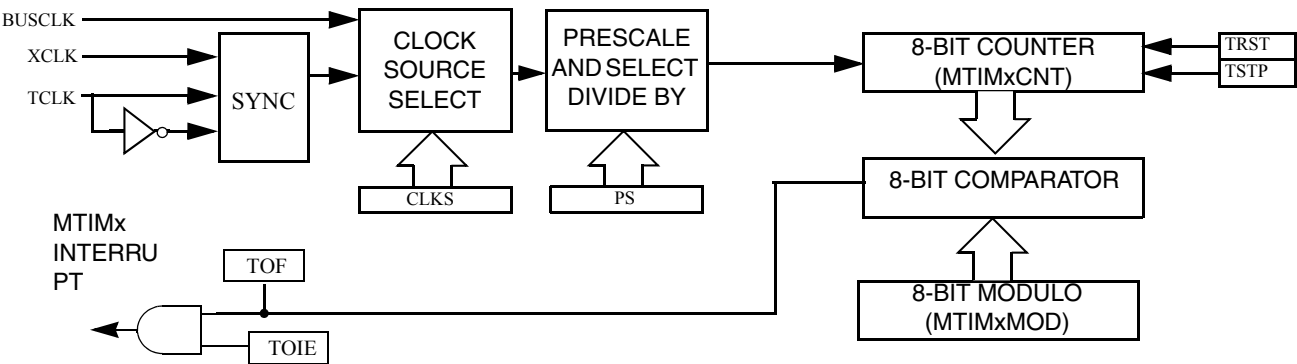 BUSCLK
XCLK
TCLK
SYNC
CLOCK
SOURCE
SELECT
PRESCALE
AND SELECT
DIVIDE BY
8-BIT COUNTER
(MTIMxCNT)
TRST
TSTP
CLKS
PS
8-BIT COMPARATOR
MTIMx
INTERRU
PT
TOF
TOIE
8-BIT MODULO
(MTIMxMOD)